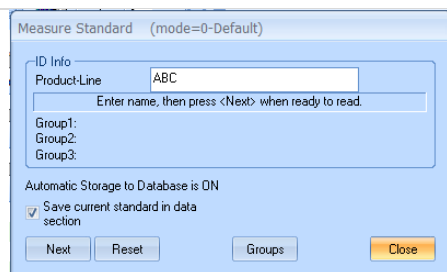 Measure Standard (mode=0-Default)
ID Info
Product-Line ABC
Enter name, then press <Next> when ready to read.
Group1:
Group2:
Group3:
Automatic Storage to Database is ON
Save current standard in data
section
Next Reset Groups Close